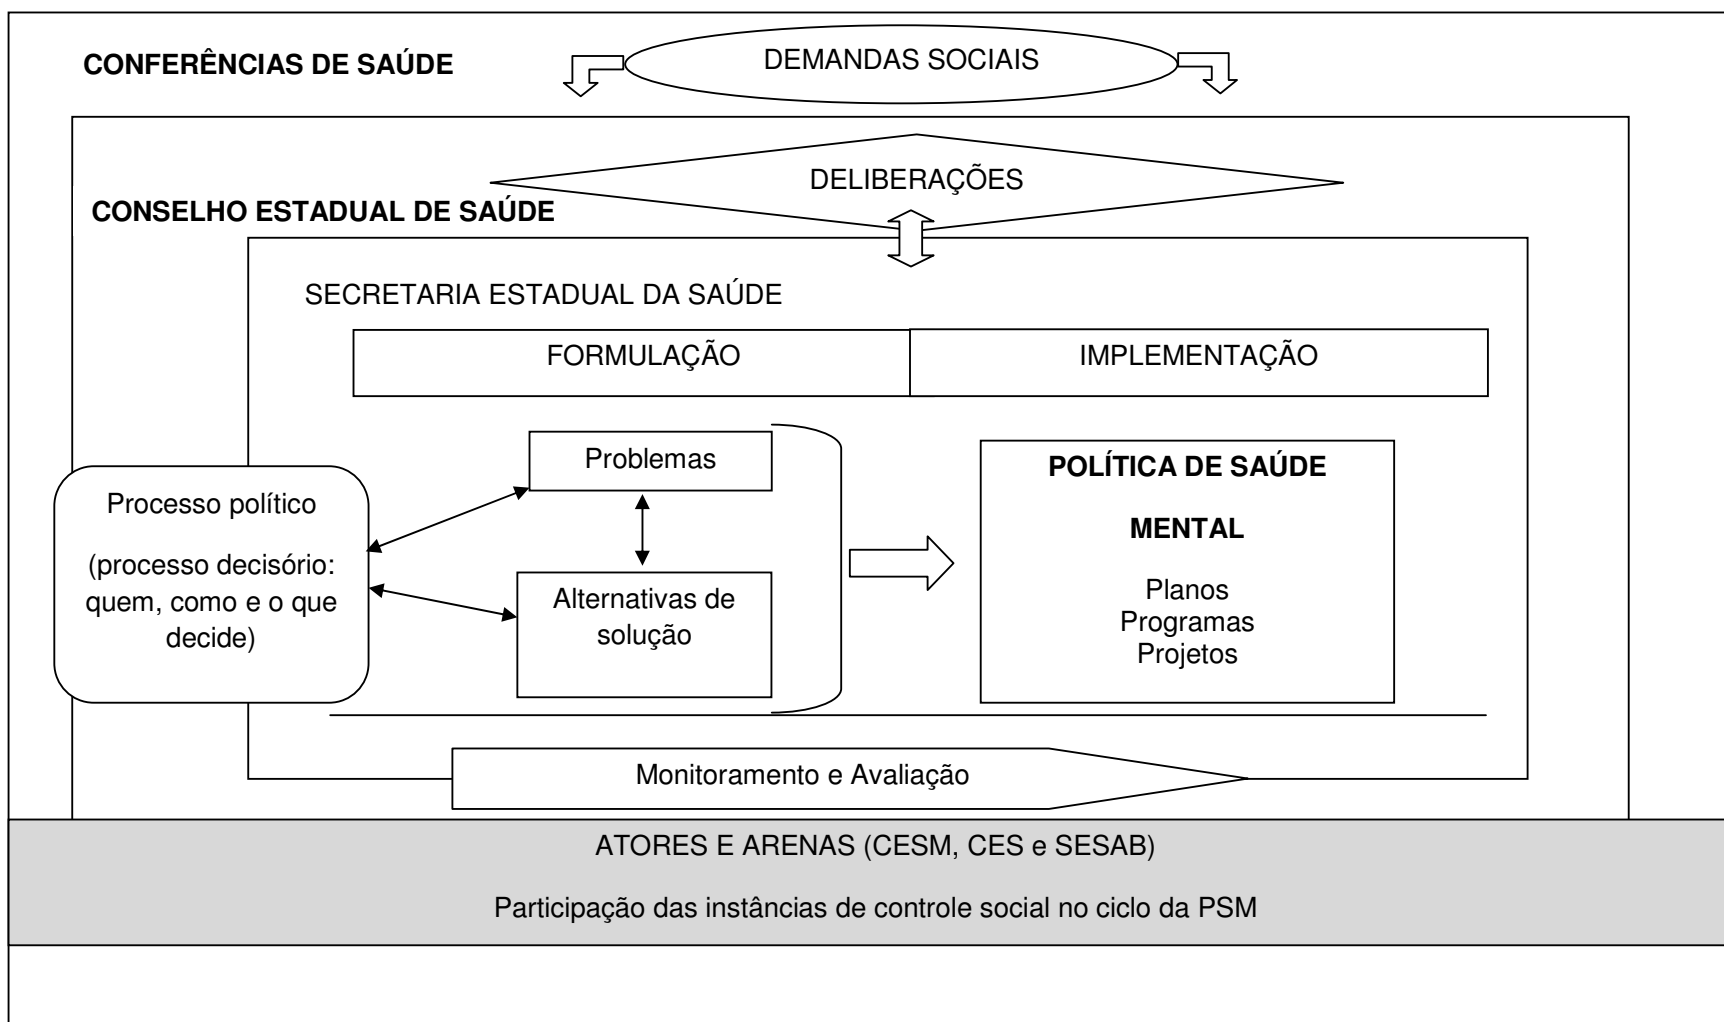 CONFERÊNCIAS DE SAÚDE
DEMANDAS SOCIAIS
DELIBERAÇÕES
CONSELHO ESTADUAL DE SAÚDE
SECRETARIA ESTADUAL DA SAÚDE
FORMULAÇÃO
IMPLEMENTAÇÃO
Processo político
(processo decisório:
quem, como e o que
decide)
Problemas
Alternativas de
solução
POLÍTICA DE SAÚDE
MENTAL
Planos
Programas
Projetos
Monitoramento e Avaliação
ATORES E ARENAS (CESM, CES e SESAB)
Participação das instâncias de controle social no ciclo da PSM